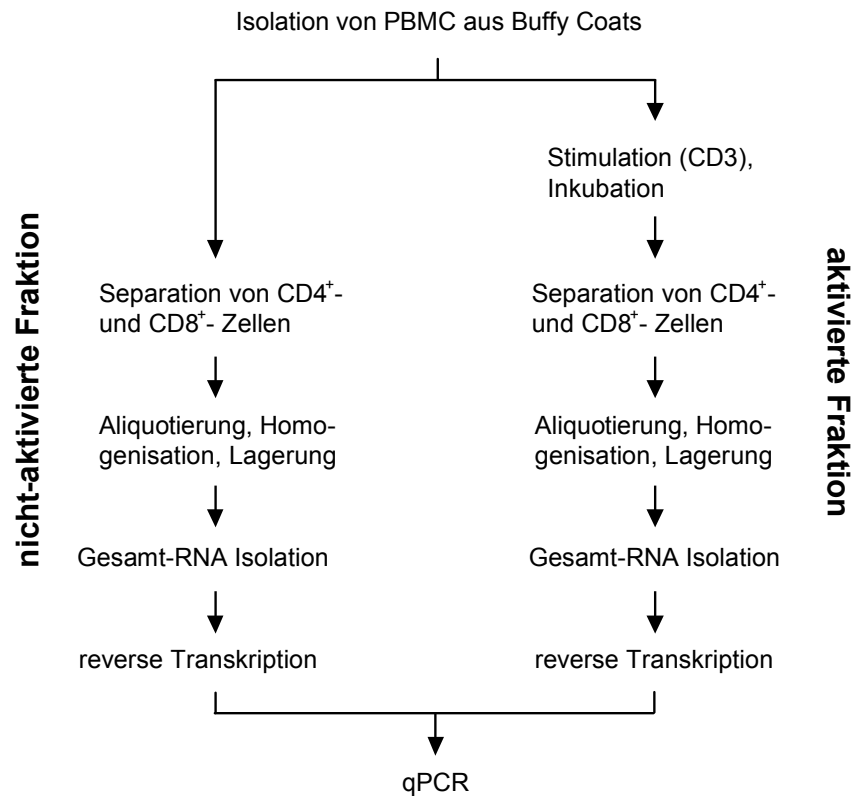 Isolation von PBMC aus Buffy Coats
nicht-aktivierte Fraktion
Separation von CD4⁺-
und CD8⁺- Zellen
Aliquotierung, Homo-
genisation, Lagerung
Gesamt-RNA Isolation
reverse Transkription
Stimulation (CD3),
Inkubation
Separation von CD4⁺-
und CD8⁺- Zellen
Aliquotierung, Homo-
genisation, Lagerung
Gesamt-RNA Isolation
reverse Transkription
aktivierte Fraktion
qPCR